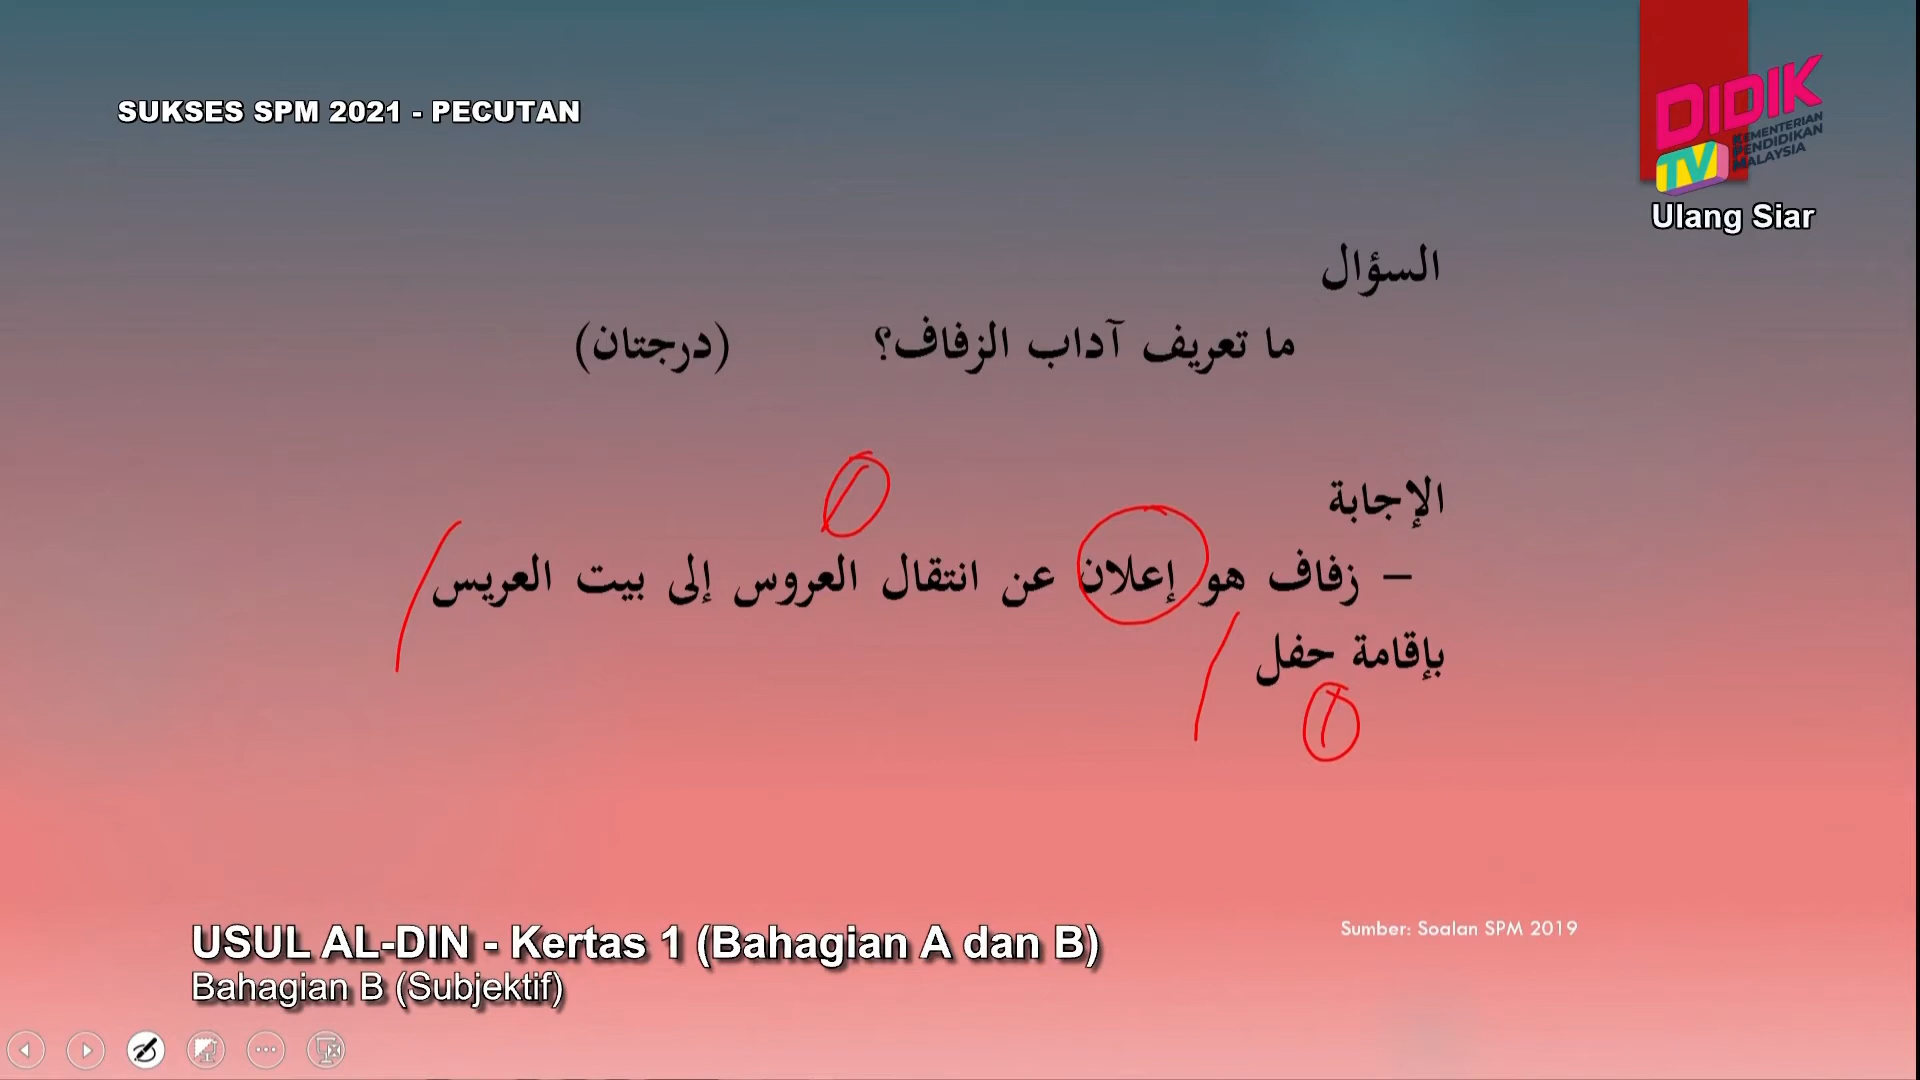 SUKSES SPM 2021 - PECUTAN
DIDIK
TV
KEMENTERIAN
PENDIDIKAN
MALAYSIA
Ulang Siar
السؤال
ما تعريف آداب الزفاف؟ (درجتان)
الإجابة
– زفاف هو إعلان عن انتقال العروس إلى بيت العريس
بإقامة حفل
Sumber: Soalan SPM 2019
USUL AL-DIN - Kertas 1 (Bahagian A dan B)
Bahagian B (Subjektif)